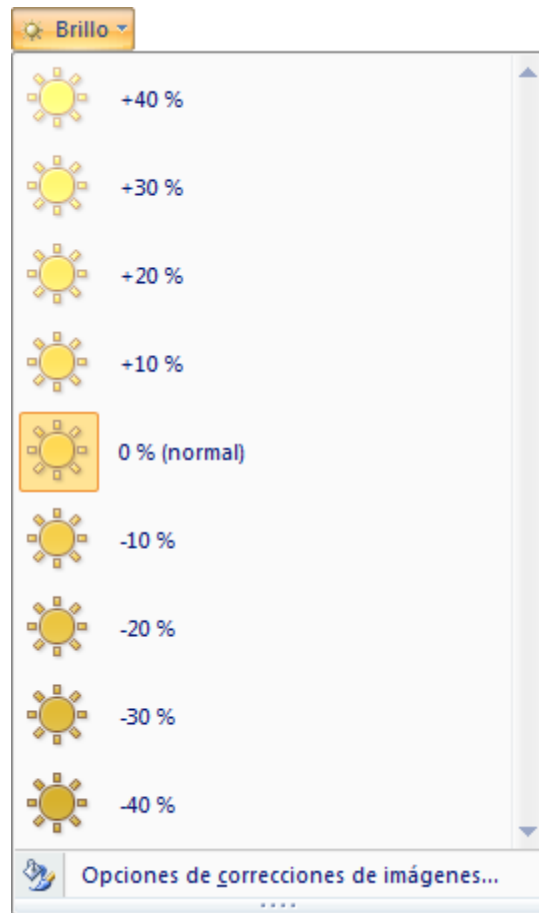 Brillo
+40 %
+30 %
+20 %
+10 %
0 % (normal)
-10 %
-20 %
-30 %
-40 %
Opciones de correcciones de imágenes...